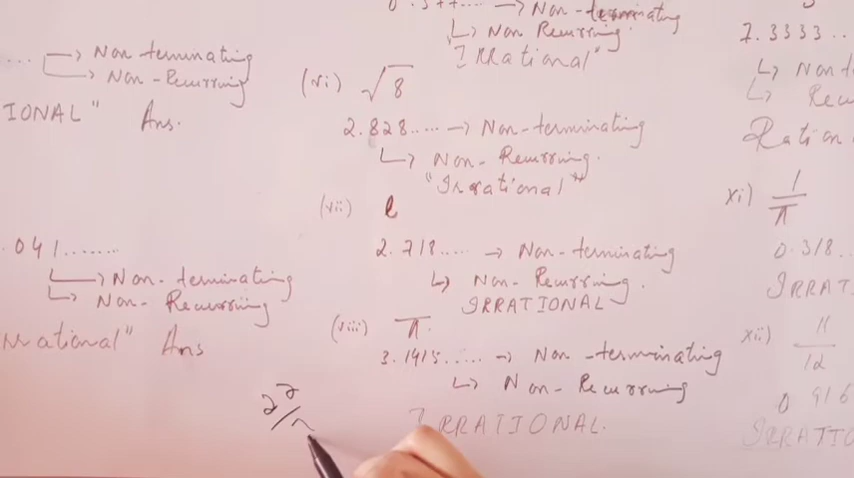 ... → Non-terminating
→ Non-Recurring
IONAL" Ans.
.041.......
→ Non-terminating
→ Non-Recurring
rrational" Ans
22/
→ Non-terminating
↳ Non Recurring.
Irrational"
(vi) √8
2.828.... → Non-terminating
↳ Non-Recurring.
"Irrational"
(vii) e
2.718.... → Non-terminating
↳ Non-Recurring.
IRRATIONAL
(viii) π.
3.1415..... → Non-terminating
↳ Non-Recurring
IRRATIONAL.
7.3333..
↳ Non t
↳ Recu
Ration
xi) 1/π
0.318..
IRRAT
xii) 11/12
0.916
IRRATIO